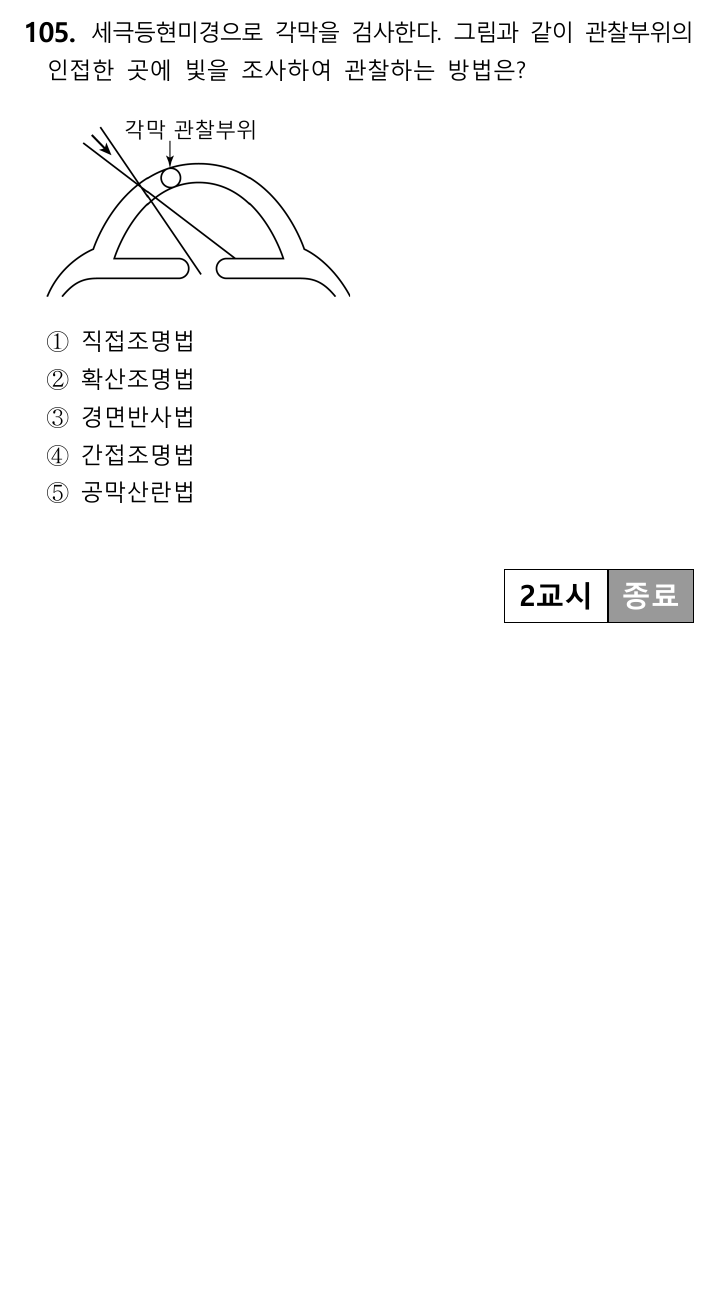 105. 세극등현미경으로 각막을 검사한다. 그림과 같이 관찰부위의
인접한 곳에 빛을 조사하여 관찰하는 방법은?
각막 관찰부위
① 직접조명법
② 확산조명법
③ 경면반사법
④ 간접조명법
⑤ 공막산란법
2교시 종료